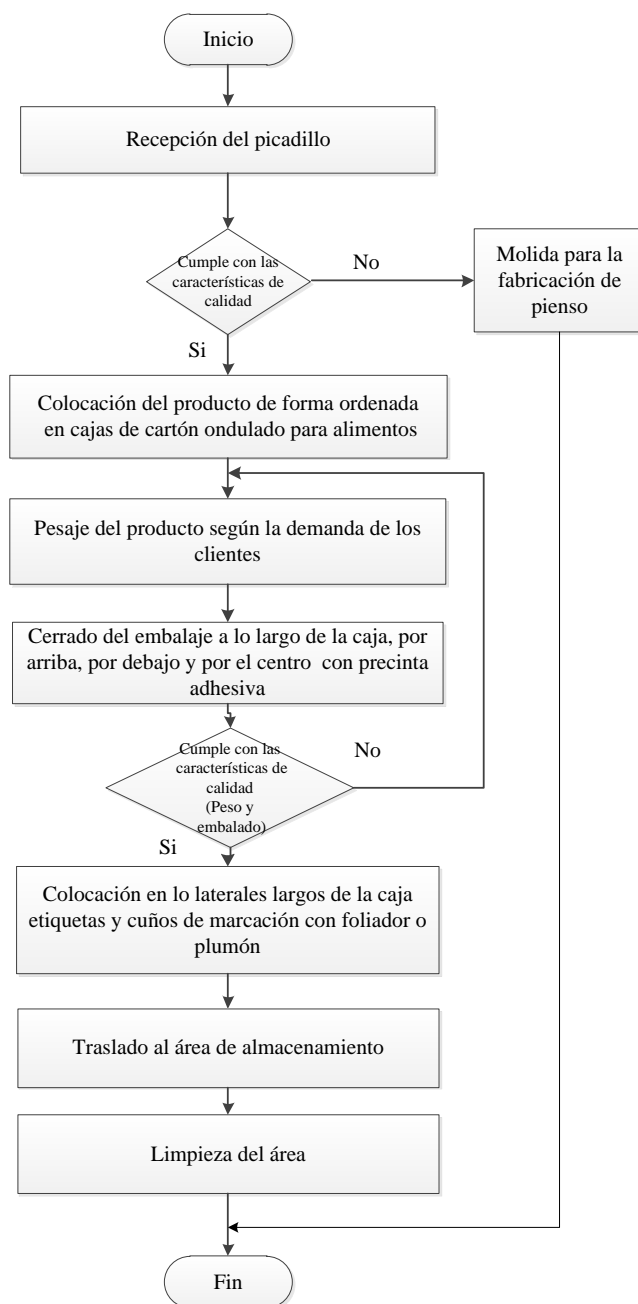 Inicio
Recepción del picadillo
Cumple con las
características de
calidad
No
Molida para la
fabricación de
pienso
Si
Colocación del producto de forma ordenada
en cajas de cartón ondulado para alimentos
Pesaje del producto según la demanda de los
clientes
Cerrado del embalaje a lo largo de la caja, por
arriba, por debajo y por el centro con precinta
adhesiva
Cumple con las
características de
calidad
(Peso y
embalado)
No
Si
Colocación en lo laterales largos de la caja
etiquetas y cuños de marcación con foliador o
plumón
Traslado al área de almacenamiento
Limpieza del área
Fin